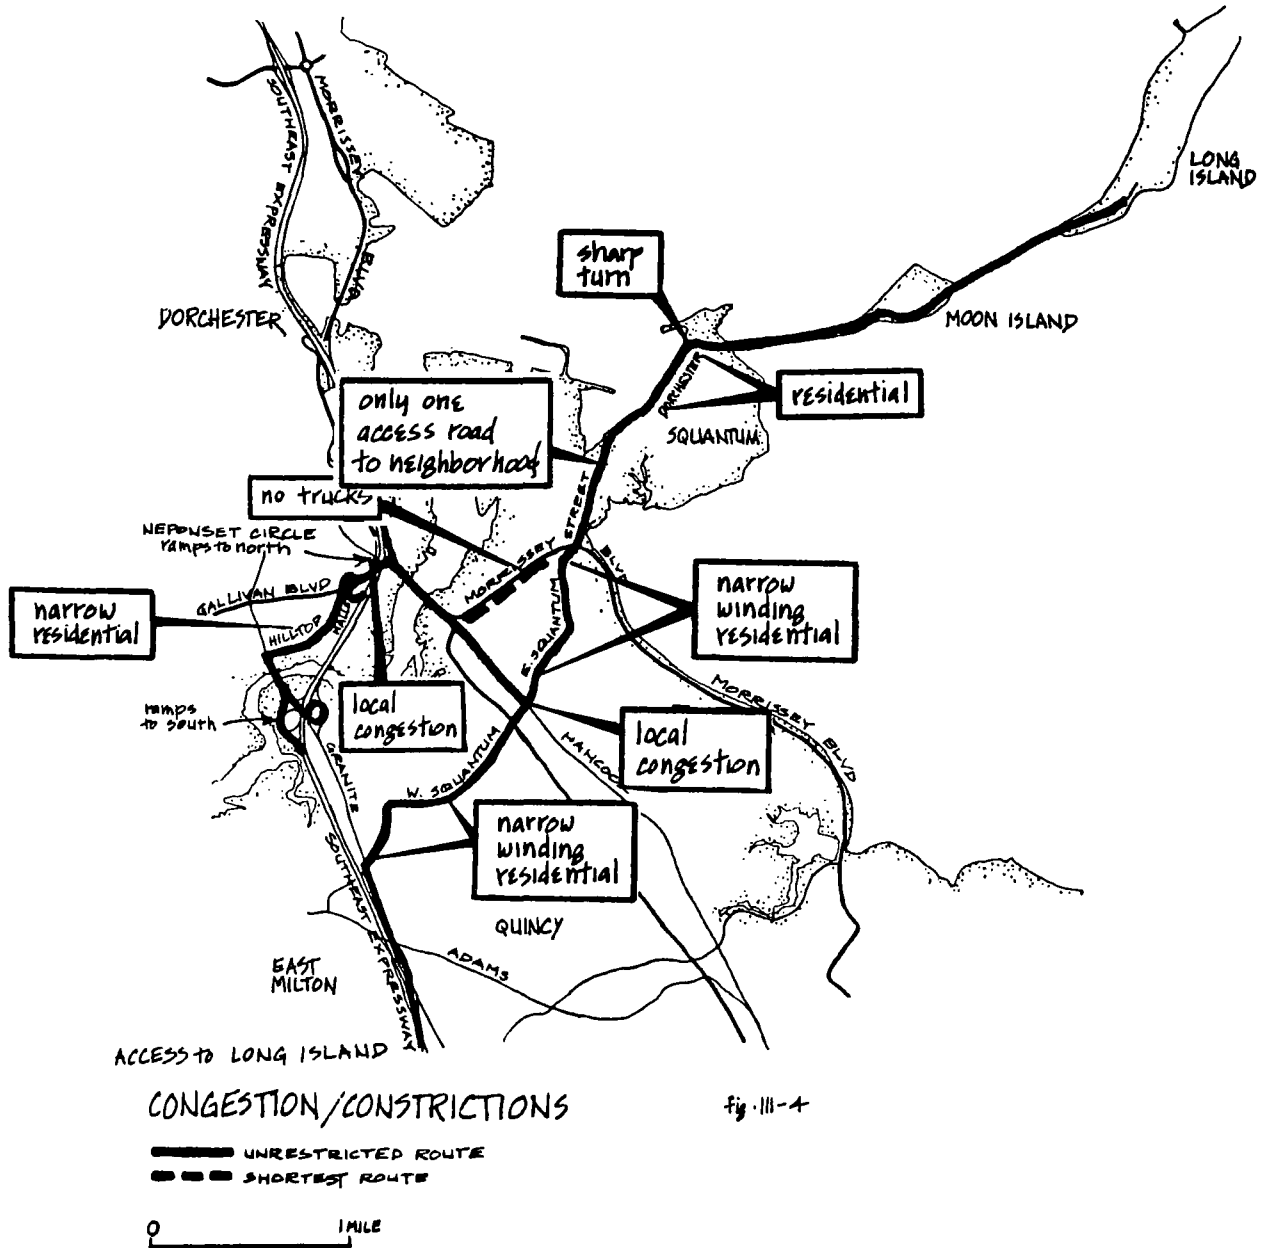 SOUTHEAST EXPRESSWAY
MORRISSEY
BLVD
LONG
ISLAND
sharp
turn
DORCHESTER
MOON ISLAND
DORCHESTER
residential
SQUANTUM
only one
access road
to neighborhood
no trucks
STREET
NEPONSET CIRCLE
ramps to north
MORRISSEY
BLVD
GALLIVAN BLVD
narrow
residential
HILLTOP
narrow
winding
residential
E. SQUANTUM
ramps
to south
local
congestion
MORRISSEY BLVD
local
congestion
GRANITE
W. SQUANTUM
HANCOC
narrow
winding
residential
SOUTHEAST EXPRESSWAY
QUINCY
ADAMS
EAST
MILTON
ACCESS to LONG ISLAND
CONGESTION/CONSTRICTIONS
fig. III-4
UNRESTRICTED ROUTE
SHORTEST ROUTE
0 1 MILE